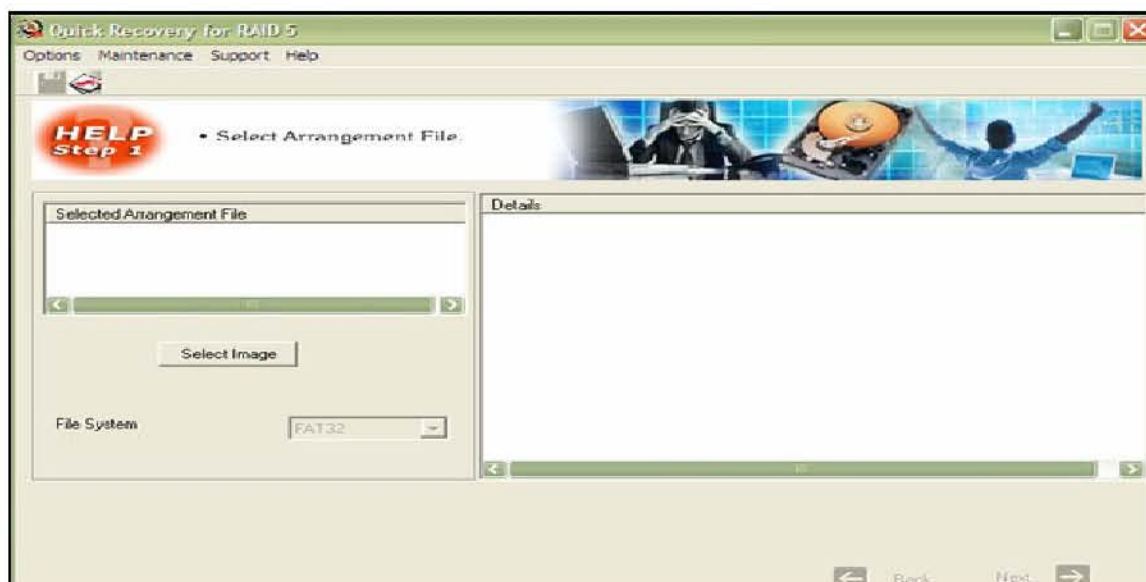 Quick Recovery for RAID 5
Options Maintenance Support Help
HELP
Step 1
• Select Arrangement File.
Selected Arrangement File
Details
Select Image
File System
FAT32
Back Next